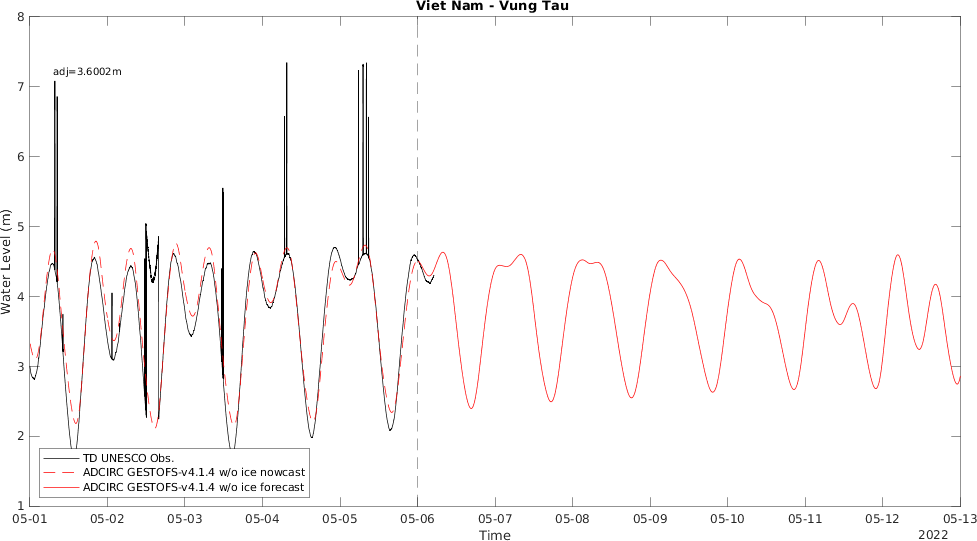 Viet Nam - Vung Tau
8
adj=3.6002m
7
6
5
4
3
2
1
Water Level (m)
TD UNESCO Obs.
ADCIRC GESTOFS-v4.1.4 w/o ice nowcast
ADCIRC GESTOFS-v4.1.4 w/o ice forecast
05-01 05-02 05-03 05-04 05-05 05-06 05-07 05-08 05-09 05-10 05-11 05-12 05-13
Time
2022